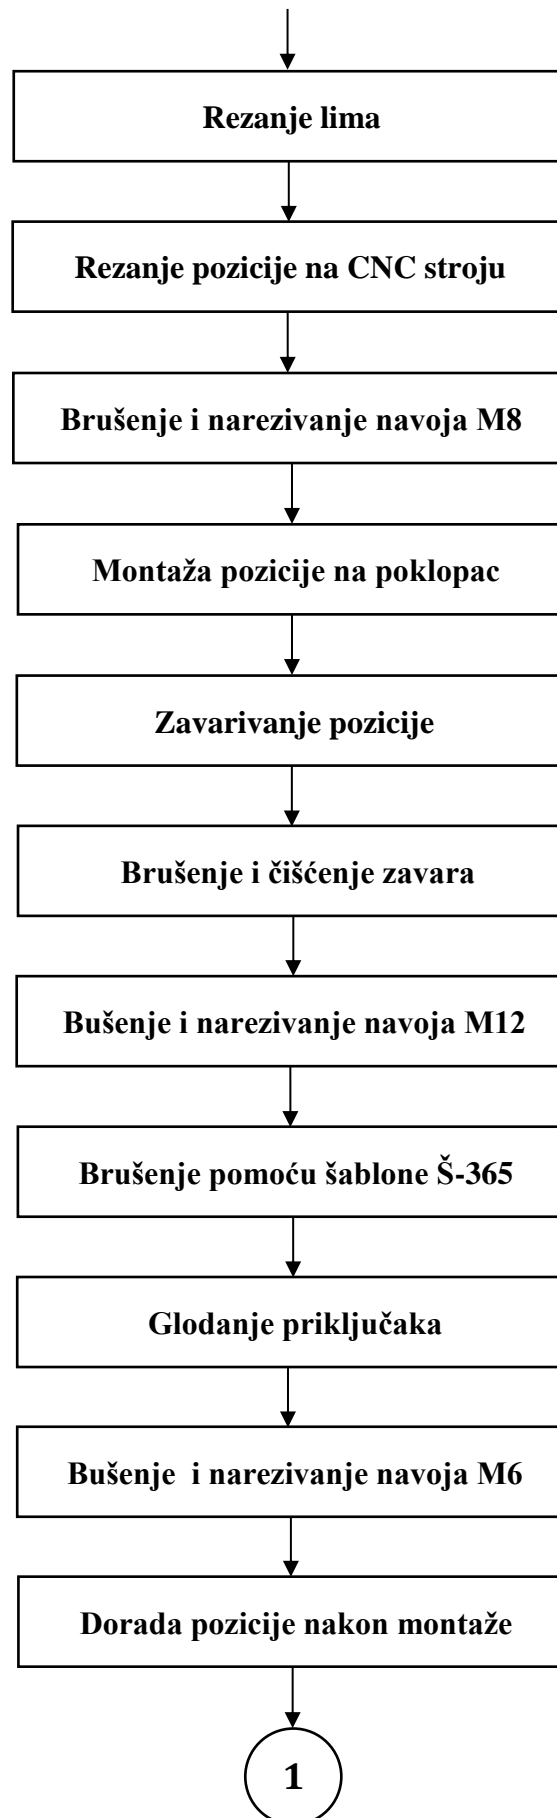 Rezanje lima
Rezanje pozicije na CNC stroju
Brušenje i narezivanje navoja M8
Montaža pozicije na poklopac
Zavarivanje pozicije
Brušenje i čišćenje zavara
Bušenje i narezivanje navoja M12
Brušenje pomoću šablone Š-365
Glodanje priključaka
Bušenje  i narezivanje navoja M6
Dorada pozicije nakon montaže
1